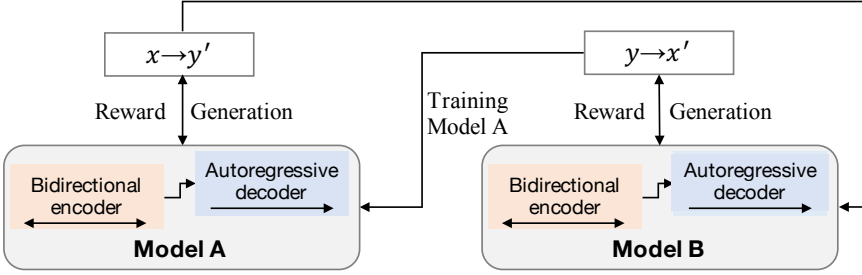 x→y′
y→x′
Reward Generation
Training
Model A
Reward Generation
Bidirectional
encoder
Autoregressive
decoder
Model A
Bidirectional
encoder
Autoregressive
decoder
Model B